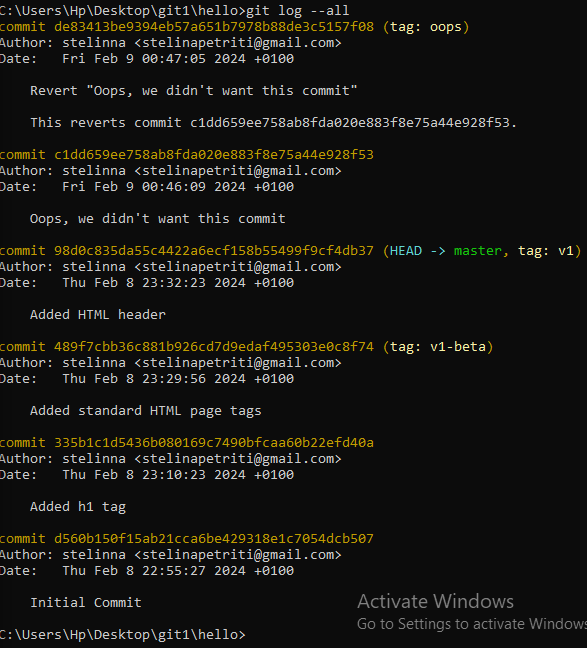 C:\Users\Hp\Desktop\git1\hello>git log --all
commit de83413be9394eb57a651b7978b88de3c5157f08 (tag: oops)
Author: stelinna <stelinapetriti@gmail.com>
Date:   Fri Feb 9 00:47:05 2024 +0100
    Revert "Oops, we didn't want this commit"
    This reverts commit c1dd659ee758ab8fda020e883f8e75a44e928f53.
commit c1dd659ee758ab8fda020e883f8e75a44e928f53
Author: stelinna <stelinapetriti@gmail.com>
Date:   Fri Feb 9 00:46:09 2024 +0100
    Oops, we didn't want this commit
commit 98d0c835da55c4422a6ecf158b55499f9cf4db37 (HEAD -> master, tag: v1)
Author: stelinna <stelinapetriti@gmail.com>
Date:   Thu Feb 8 23:32:23 2024 +0100
    Added HTML header
commit 489f7cbb36c881b926cd7d9edaf495303e0c8f74 (tag: v1-beta)
Author: stelinna <stelinapetriti@gmail.com>
Date:   Thu Feb 8 23:29:56 2024 +0100
    Added standard HTML page tags
commit 335b1c1d5436b080169c7490bfcaa60b22efd40a
Author: stelinna <stelinapetriti@gmail.com>
Date:   Thu Feb 8 23:10:23 2024 +0100
    Added h1 tag
commit d560b150f15ab21cca6be429318e1c7054dcb507
Author: stelinna <stelinapetriti@gmail.com>
Date:   Thu Feb 8 22:55:27 2024 +0100
    Initial Commit
Activate Windows
Go to Settings to activate Windows
C:\Users\Hp\Desktop\git1\hello>